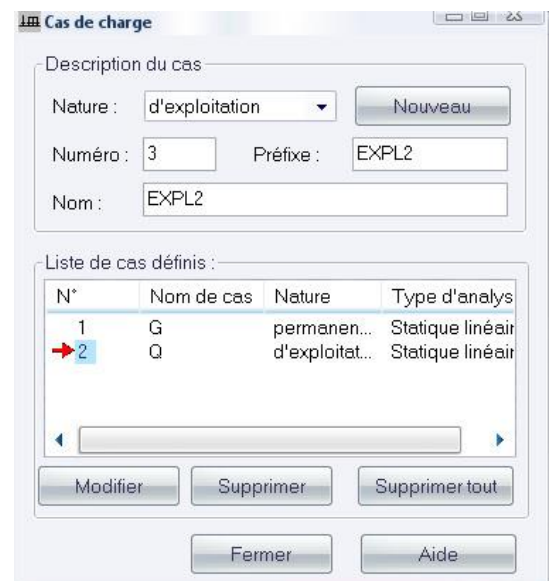 Cas de charge
Description du cas
Nature : d'exploitation Nouveau
Numéro : 3 Préfixe : EXPL2
Nom : EXPL2
Liste de cas définis :
N° Nom de cas Nature Type d'analys
1 G permanen... Statique linéair
2 Q d'exploitat... Statique linéair
Modifier Supprimer Supprimer tout
Fermer Aide